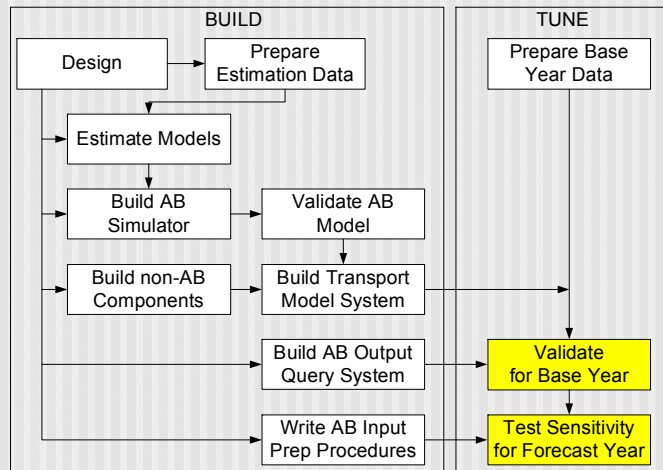 BUILD
TUNE
Design
Prepare
Estimation Data
Prepare Base
Year Data
Estimate Models
Build AB
Simulator
Validate AB
Model
Build non-AB
Components
Build Transport
Model System
Build AB Output
Query System
Validate
for Base Year
Write AB Input
Prep Procedures
Test Sensitivity
for Forecast Year